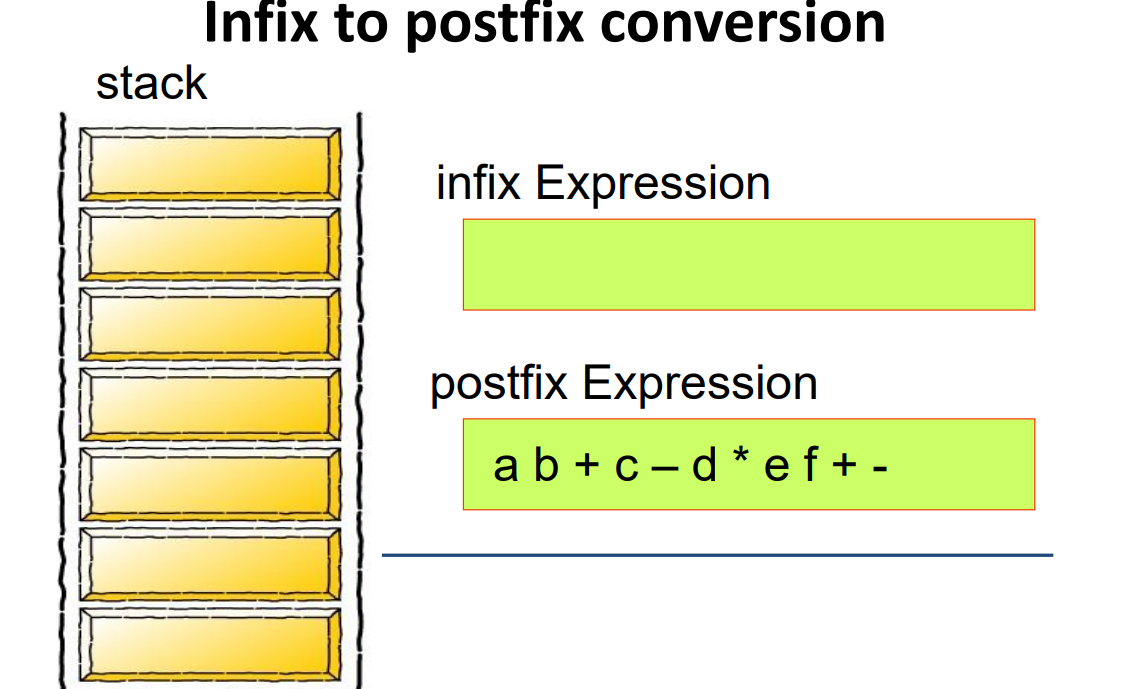 Infix to postfix conversion
stack
infix Expression
postfix Expression
a b + c – d * e f + -